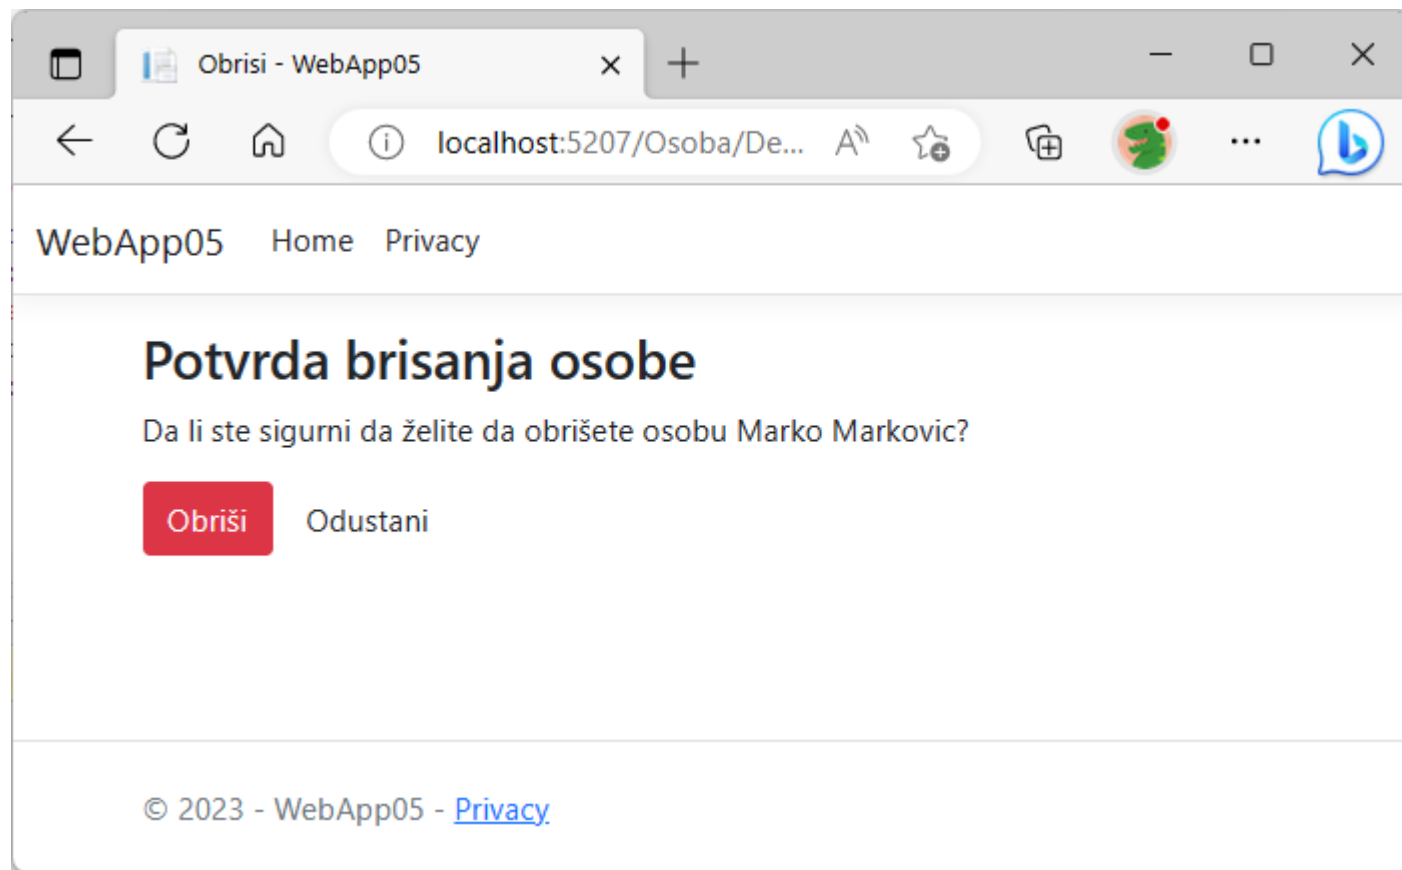 Obrisi - WebApp05
localhost:5207/Osoba/De...
WebApp05 Home Privacy
Potvrda brisanja osobe
Da li ste sigurni da želite da obrišete osobu Marko Markovic?
Obriši Odustani
© 2023 - WebApp05 - Privacy